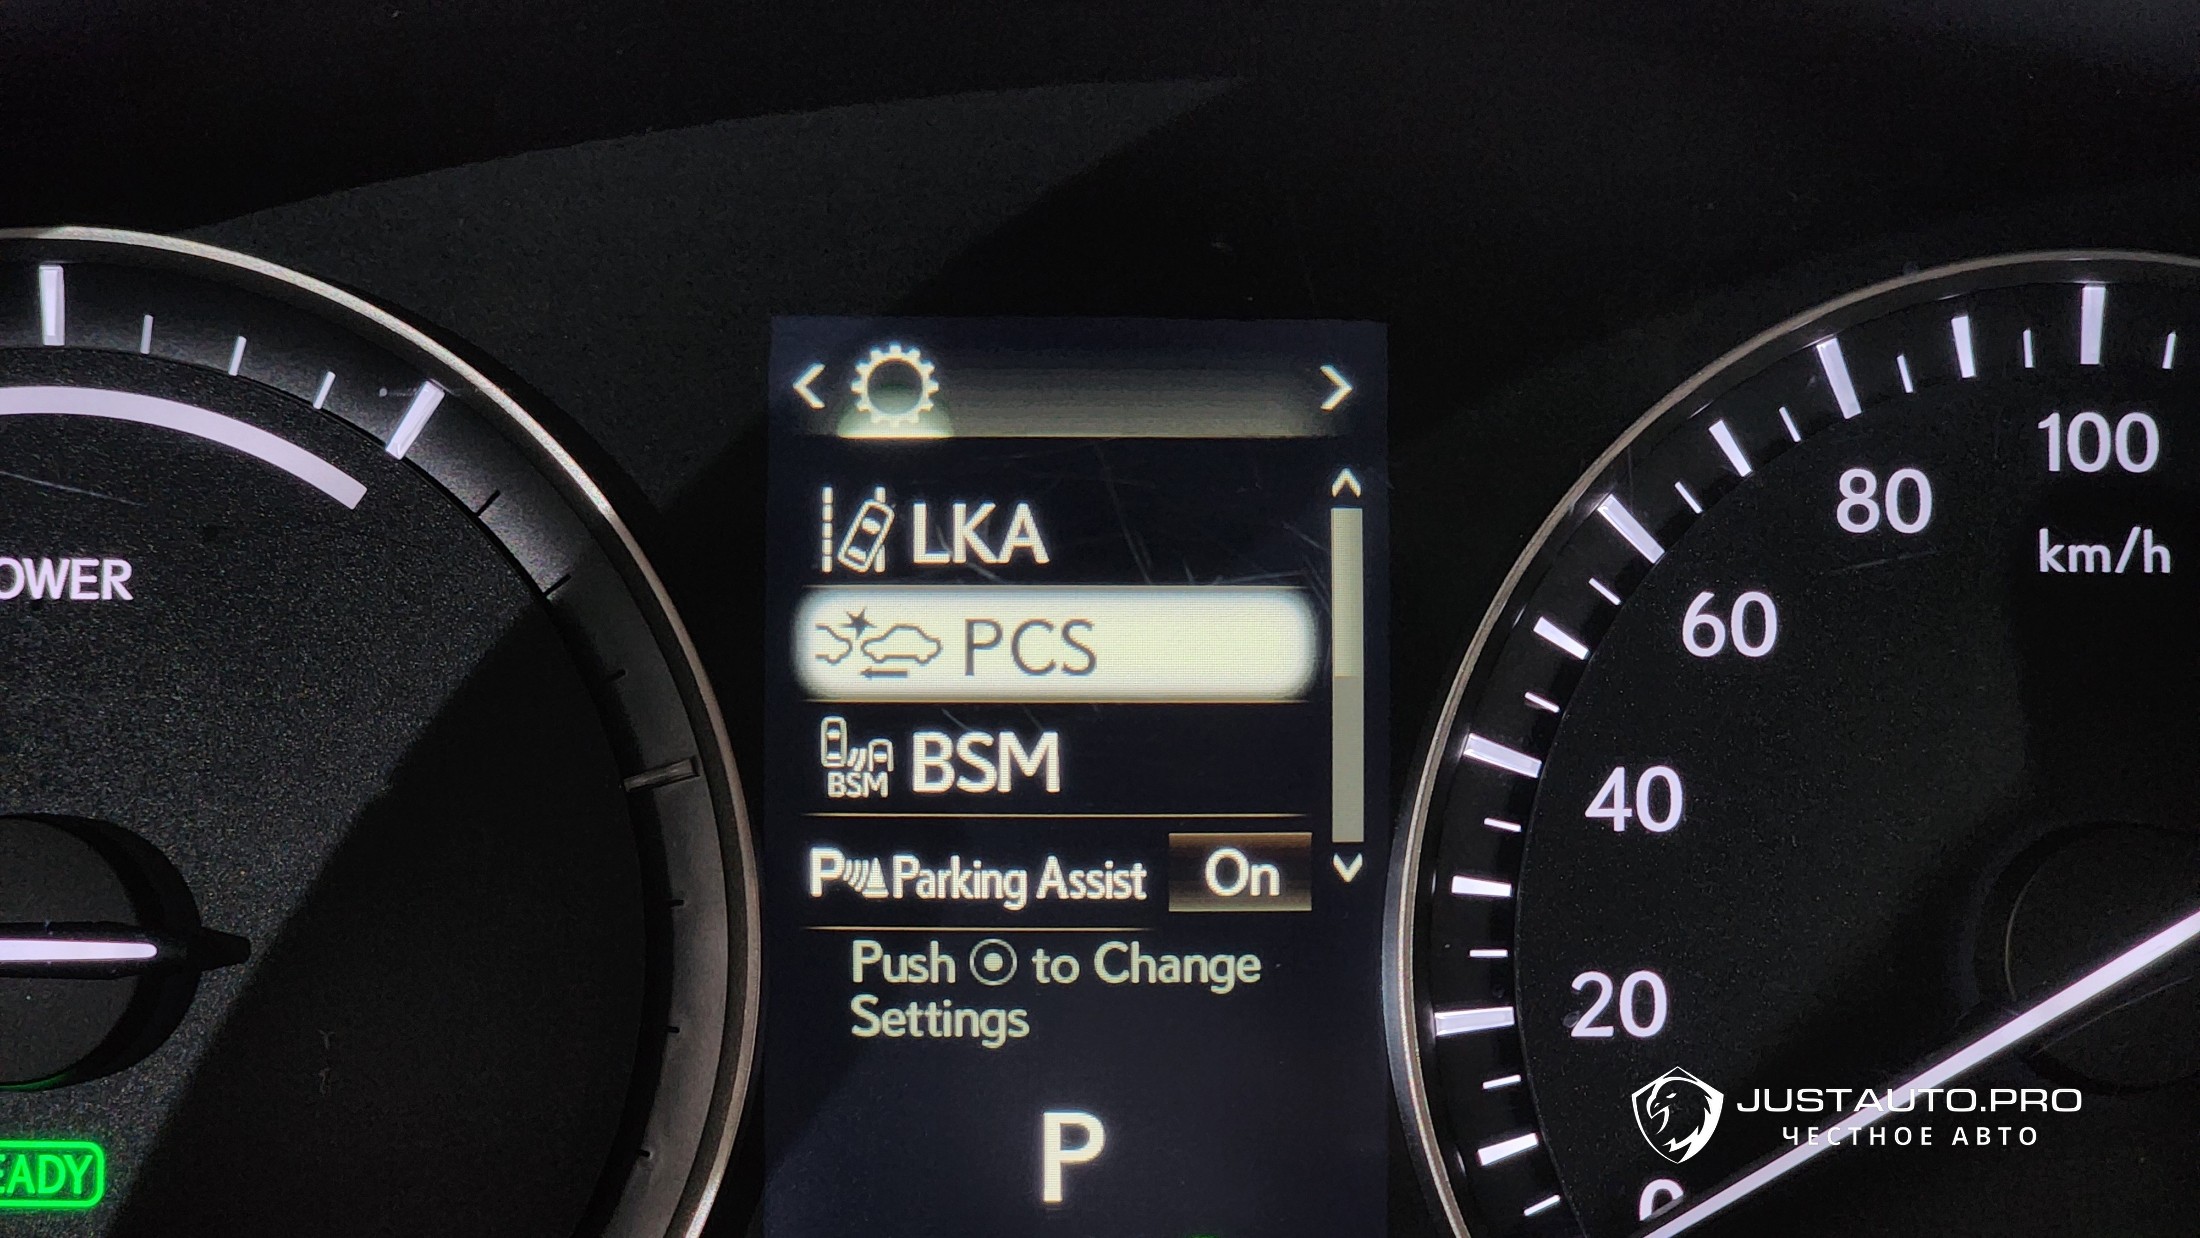 OWER
EADY
LKA
PCS
BSM
BSM
Parking Assist On
Push to Change
Settings
P
100
km/h
80
60
40
20
0
JUSTAUTO.PRO
ЧЕСТНОЕ АВТО